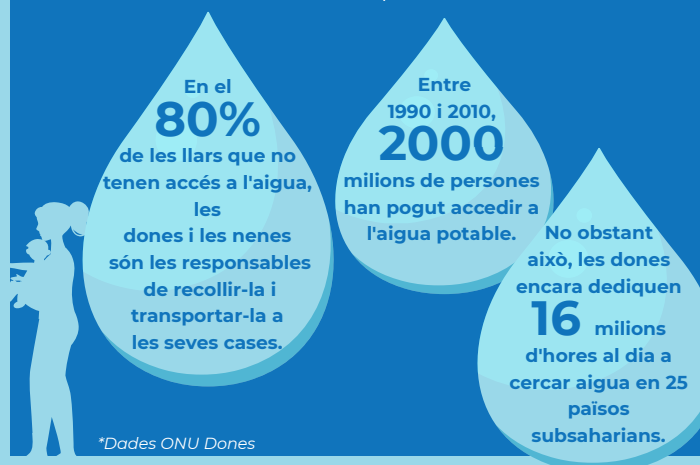 En el
80%
de les llars que no
tenen accés a l'aigua,
les
dones i les nenes
són les responsables
de recollir-la i
transportar-la a
les seves cases.
Entre
1990 i 2010,
2000
milions de persones
han pogut accedir a
l'aigua potable.
No obstant
això, les dones
encara dediquen
16 milions
d'hores al dia a
cercar aigua en 25
països
subsaharians.
*Dades ONU Dones